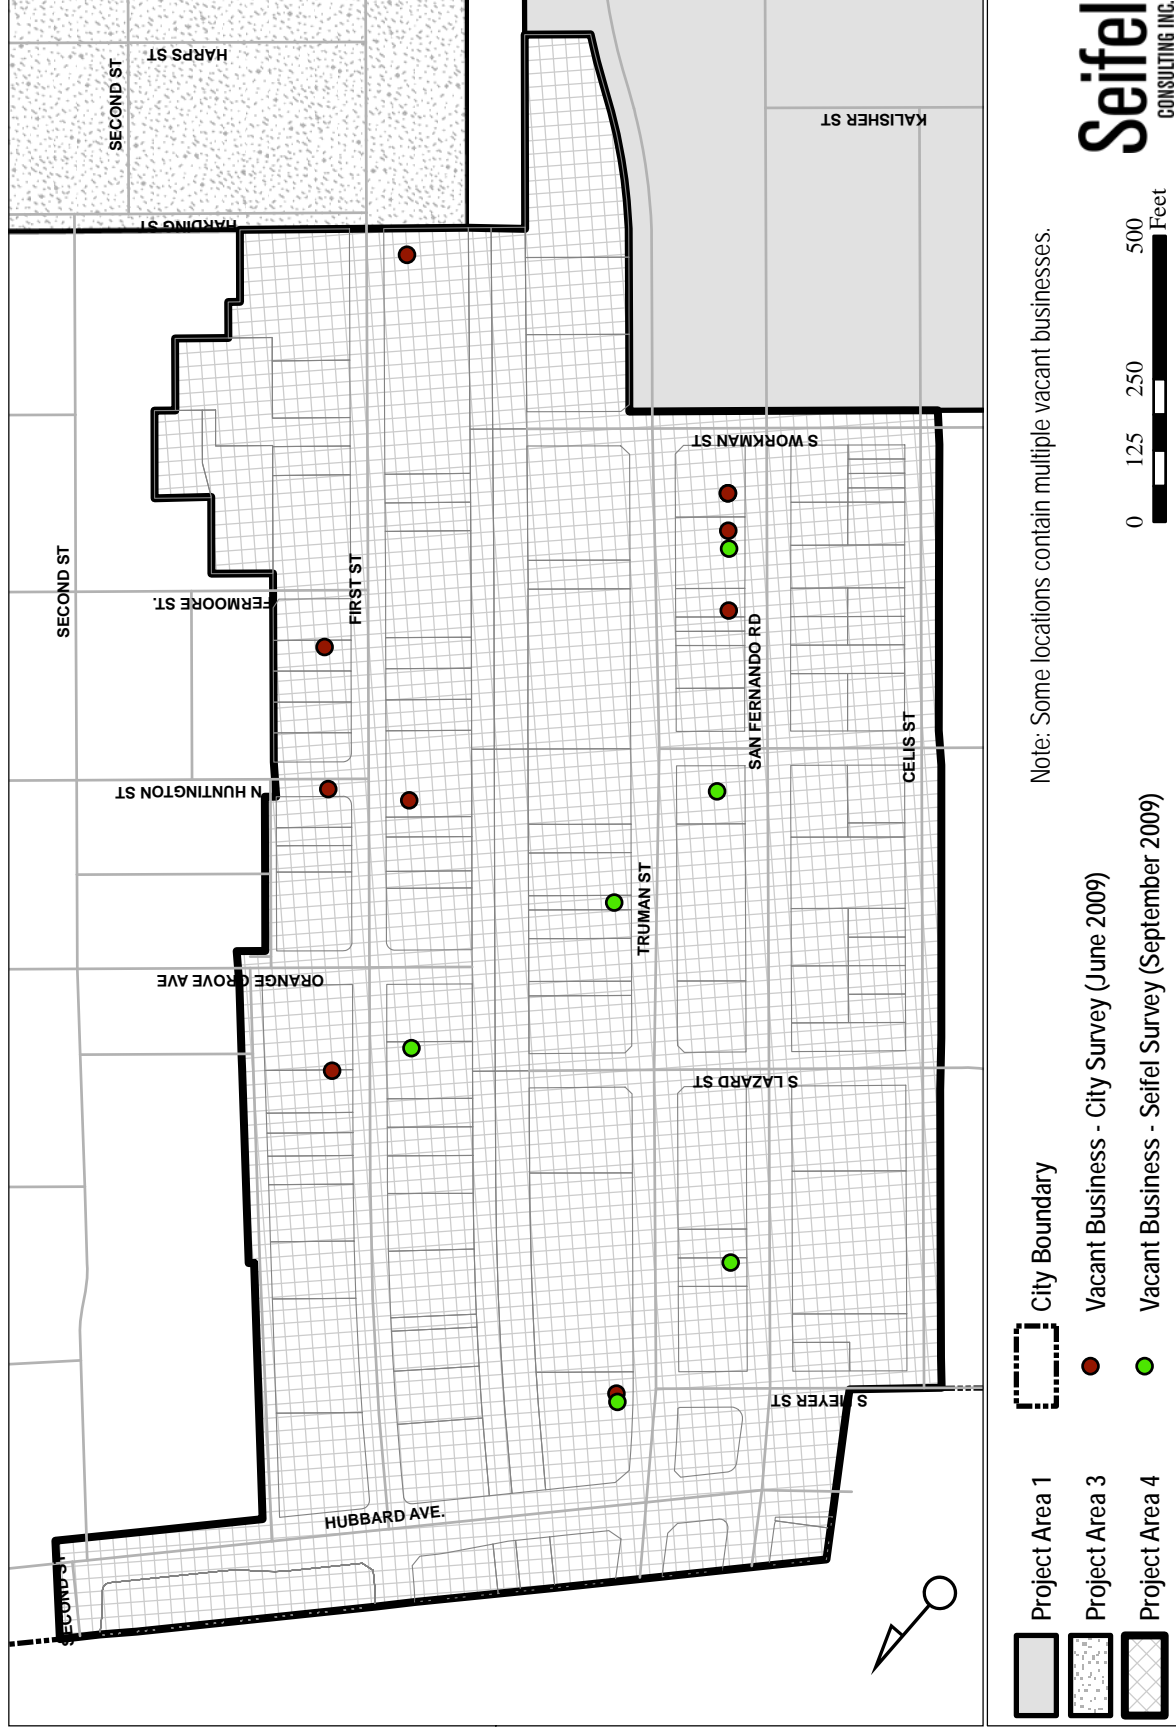 HARPS ST
SECOND ST
KALISHER ST
HARDING ST
S WORKMAN ST
SECOND ST
FERMOORE ST.
FIRST ST
SAN FERNANDO RD
N HUNTINGTON ST
CELIS ST
TRUMAN ST
ORANGE GROVE AVE
S LAZARD ST
S MEYER ST
HUBBARD AVE.
SECOND ST
Project Area 1
Project Area 3
Project Area 4
City Boundary
Vacant Business - City Survey (June 2009)
Vacant Business - Seifel Survey (September 2009)
Note: Some locations contain multiple vacant businesses.
0 125 250 500
Feet
Seifel
CONSULTING INC.